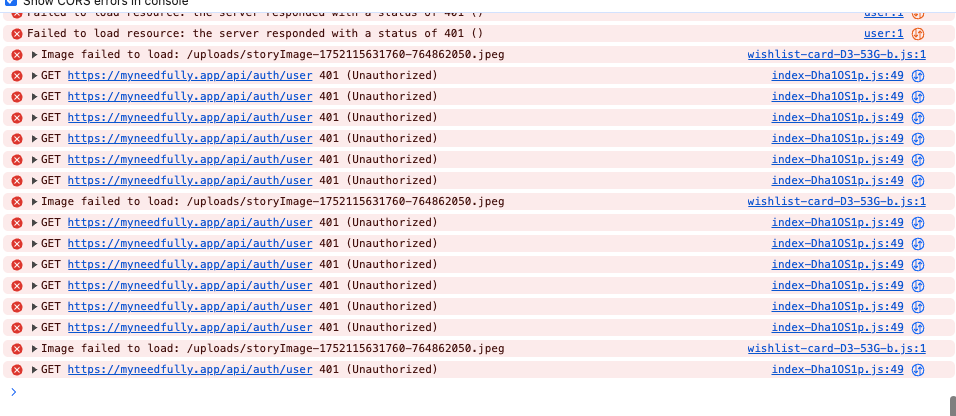 Show CORS errors in console
Failed to load resource: the server responded with a status of 401 () user:1
Failed to load resource: the server responded with a status of 401 () user:1
Image failed to load: /uploads/storyImage-1752115631760-764862050.jpeg wishlist-card-D3-53G-b.js:1
GET https://myneedfully.app/api/auth/user 401 (Unauthorized) index-Dha1OS1p.js:49
GET https://myneedfully.app/api/auth/user 401 (Unauthorized) index-Dha1OS1p.js:49
GET https://myneedfully.app/api/auth/user 401 (Unauthorized) index-Dha1OS1p.js:49
GET https://myneedfully.app/api/auth/user 401 (Unauthorized) index-Dha1OS1p.js:49
GET https://myneedfully.app/api/auth/user 401 (Unauthorized) index-Dha1OS1p.js:49
GET https://myneedfully.app/api/auth/user 401 (Unauthorized) index-Dha1OS1p.js:49
Image failed to load: /uploads/storyImage-1752115631760-764862050.jpeg wishlist-card-D3-53G-b.js:1
GET https://myneedfully.app/api/auth/user 401 (Unauthorized) index-Dha1OS1p.js:49
GET https://myneedfully.app/api/auth/user 401 (Unauthorized) index-Dha1OS1p.js:49
GET https://myneedfully.app/api/auth/user 401 (Unauthorized) index-Dha1OS1p.js:49
GET https://myneedfully.app/api/auth/user 401 (Unauthorized) index-Dha1OS1p.js:49
GET https://myneedfully.app/api/auth/user 401 (Unauthorized) index-Dha1OS1p.js:49
GET https://myneedfully.app/api/auth/user 401 (Unauthorized) index-Dha1OS1p.js:49
Image failed to load: /uploads/storyImage-1752115631760-764862050.jpeg wishlist-card-D3-53G-b.js:1
GET https://myneedfully.app/api/auth/user 401 (Unauthorized) index-Dha1OS1p.js:49